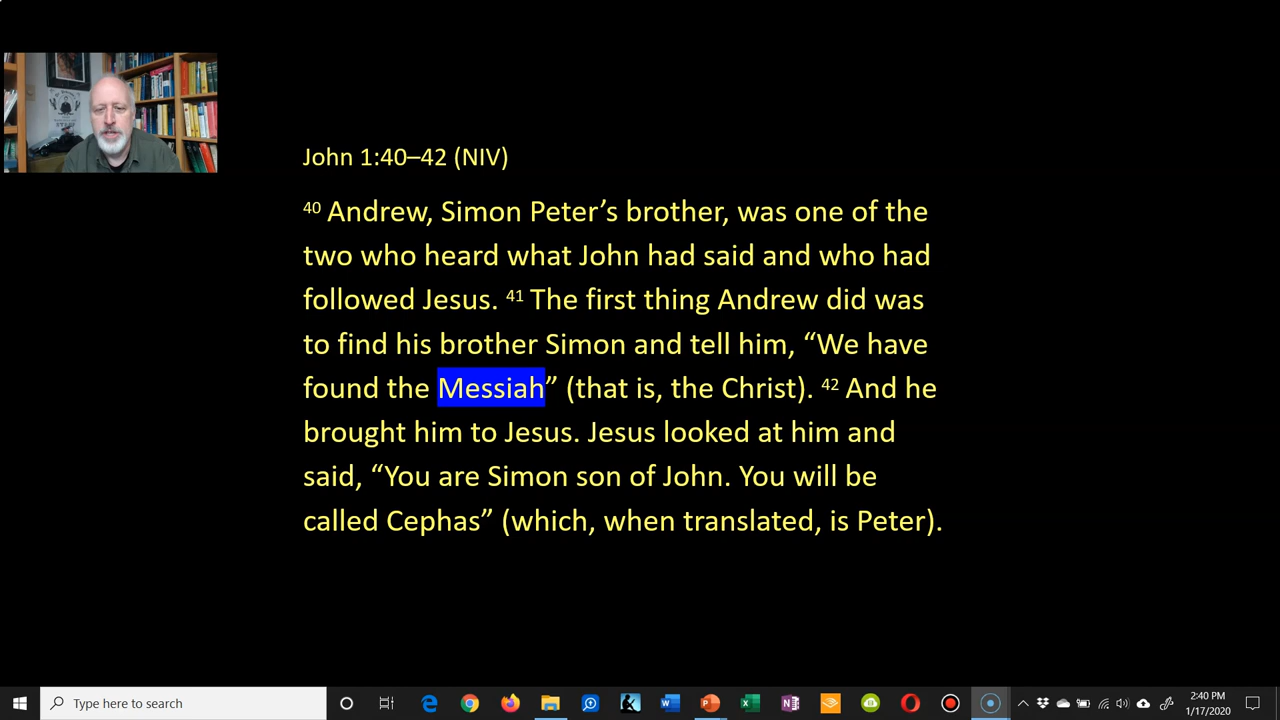 John 1:40–42 (NIV)
40 Andrew, Simon Peter’s brother, was one of the
two who heard what John had said and who had
followed Jesus. 41 The first thing Andrew did was
to find his brother Simon and tell him, “We have
found the Messiah” (that is, the Christ). 42 And he
brought him to Jesus. Jesus looked at him and
said, “You are Simon son of John. You will be
called Cephas” (which, when translated, is Peter).
Type here to search
2:40 PM
1/17/2020